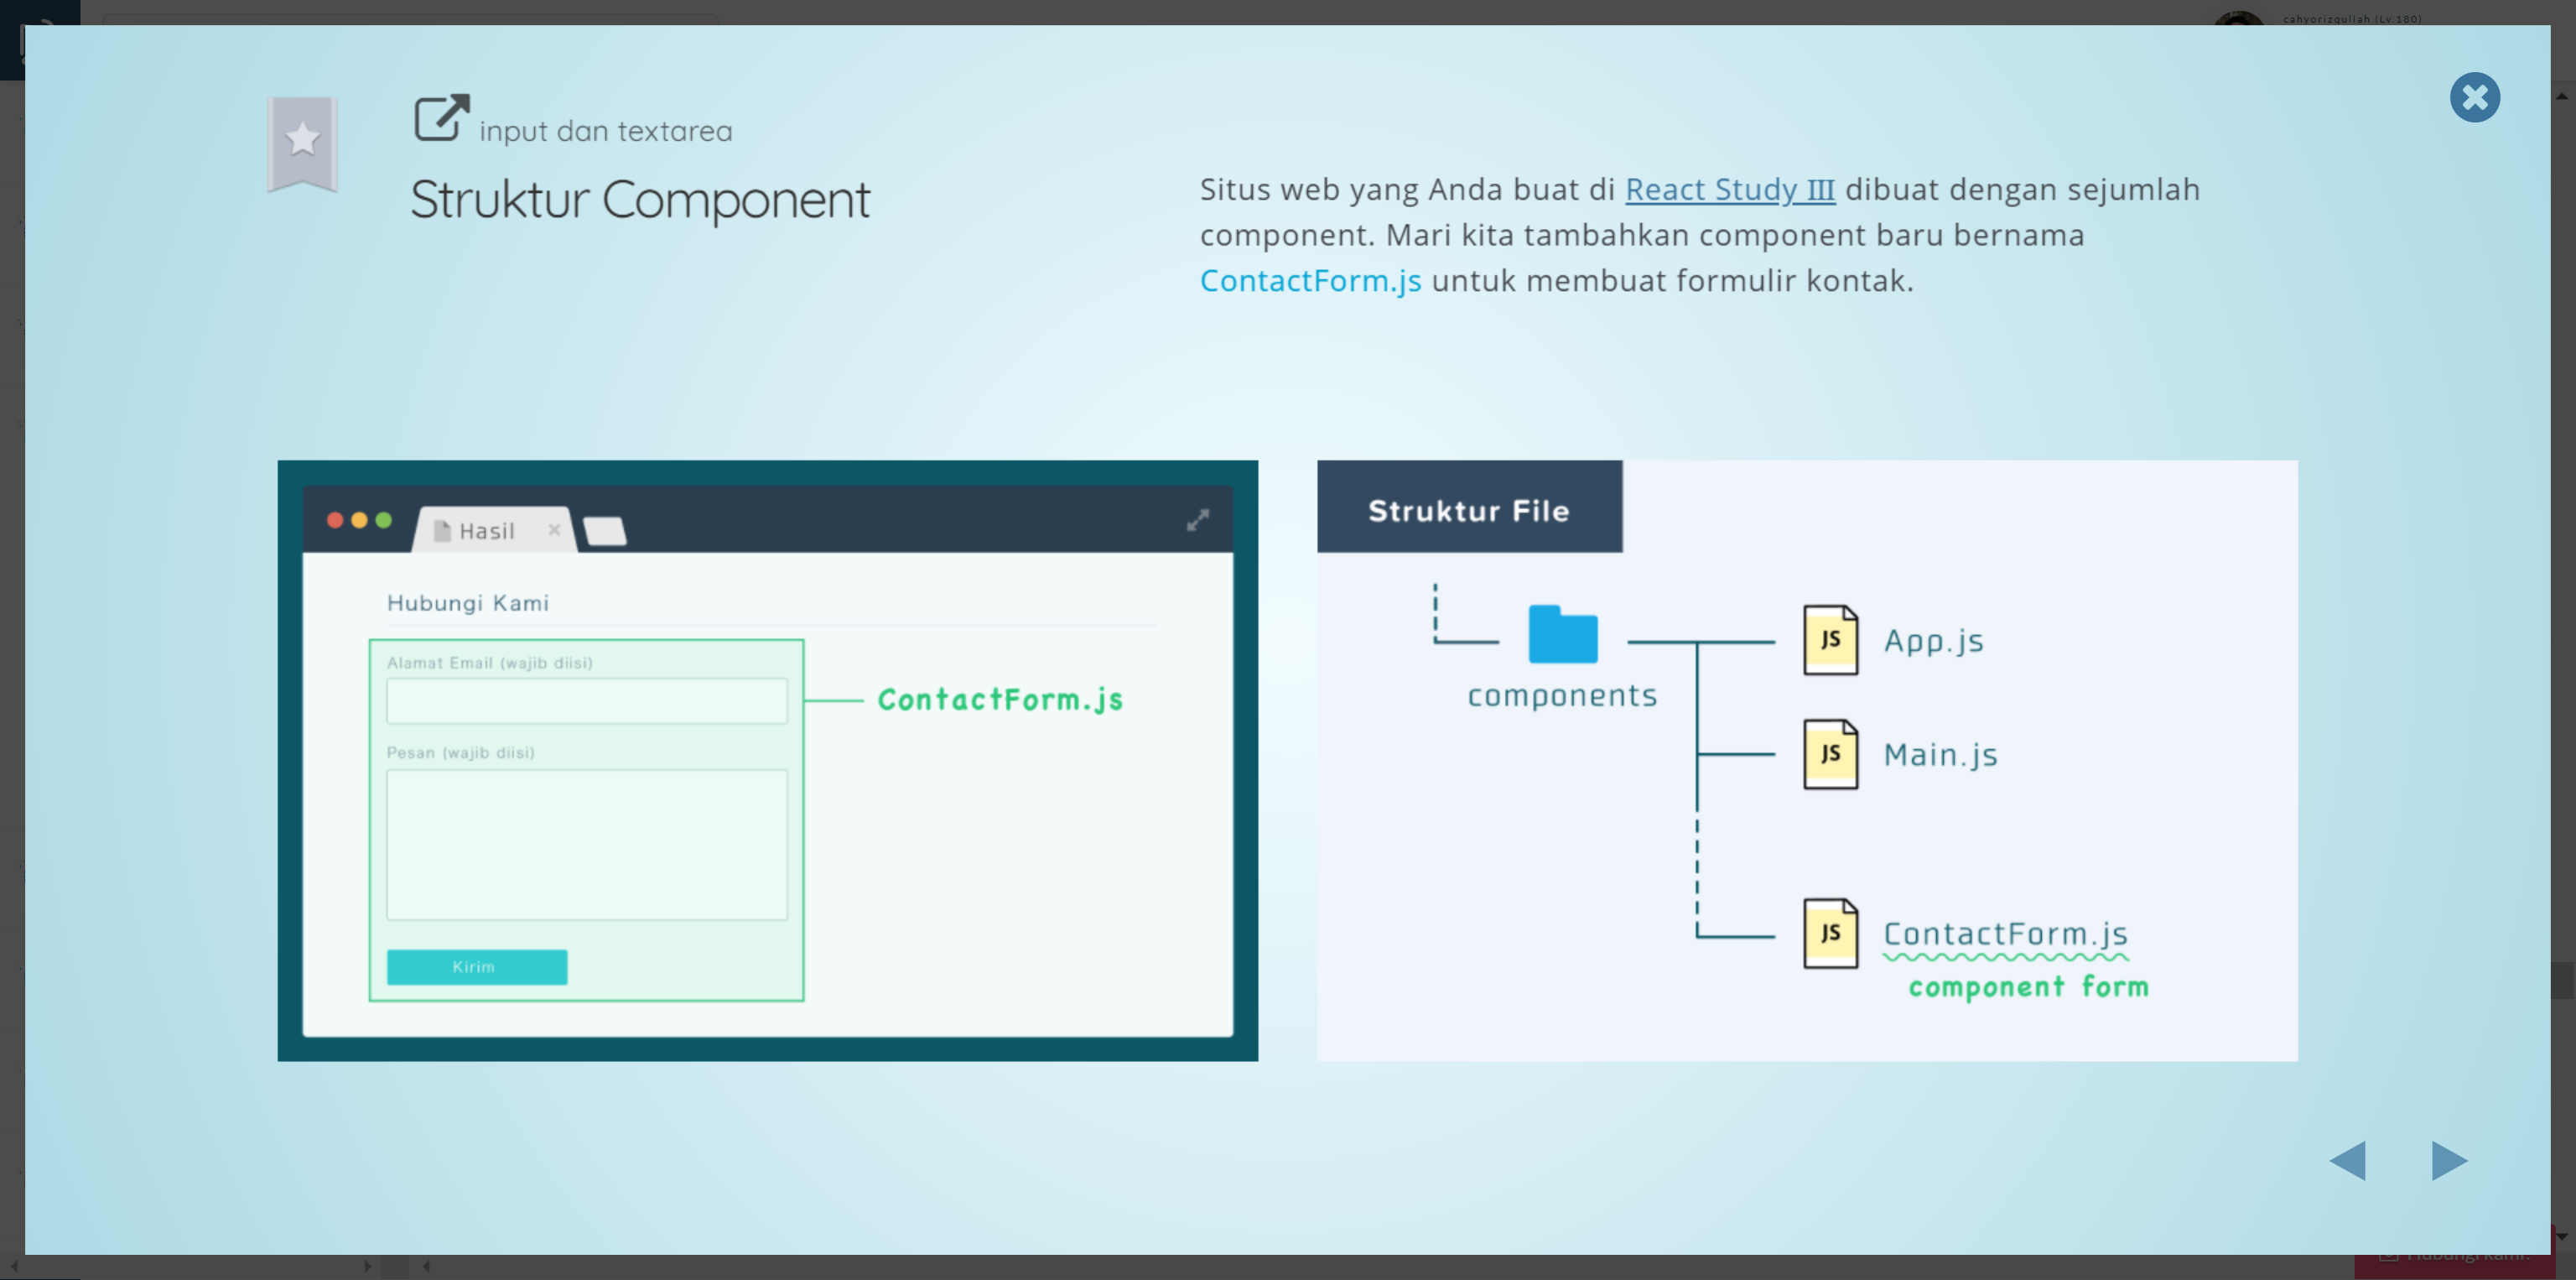 cahyorizqullah (Lv.180)
input dan textarea
Struktur Component
Situs web yang Anda buat di React Study III dibuat dengan sejumlah
component. Mari kita tambahkan component baru bernama
ContactForm.js untuk membuat formulir kontak.
Hasil
Hubungi Kami
Alamat Email (wajib diisi)
ContactForm.js
Pesan (wajib diisi)
Kirim
Struktur File
components
JS App.js
JS Main.js
JS ContactForm.js
component form